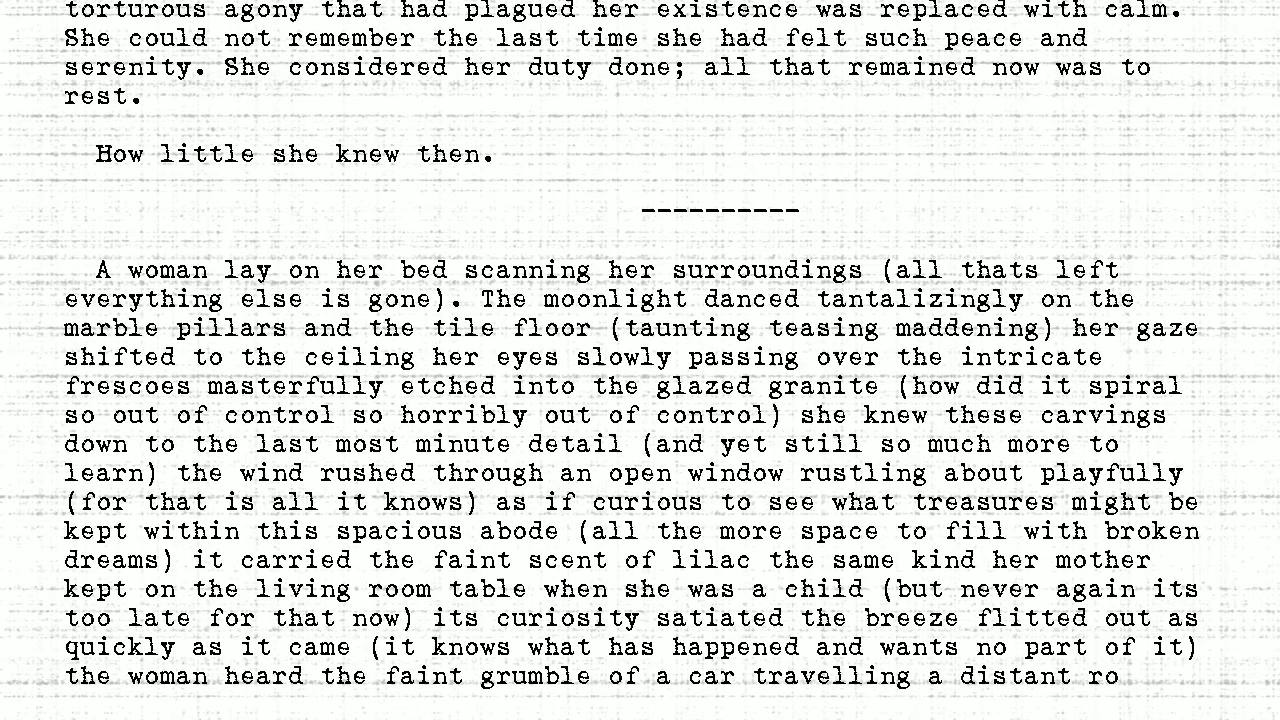 torturous agony that had plagued her existence was replaced with calm.
She could not remember the last time she had felt such peace and
serenity. She considered her duty done; all that remained now was to
rest.
How little she knew then.
----------
A woman lay on her bed scanning her surroundings (all thats left
everything else is gone). The moonlight danced tantalizingly on the
marble pillars and the tile floor (taunting teasing maddening) her gaze
shifted to the ceiling her eyes slowly passing over the intricate
frescoes masterfully etched into the glazed granite (how did it spiral
so out of control so horribly out of control) she knew these carvings
down to the last most minute detail (and yet still so much more to
learn) the wind rushed through an open window rustling about playfully
(for that is all it knows) as if curious to see what treasures might be
kept within this spacious abode (all the more space to fill with broken
dreams) it carried the faint scent of lilac the same kind her mother
kept on the living room table when she was a child (but never again its
too late for that now) its curiosity satiated the breeze flitted out as
quickly as it came (it knows what has happened and wants no part of it)
the woman heard the faint grumble of a car travelling a distant ro